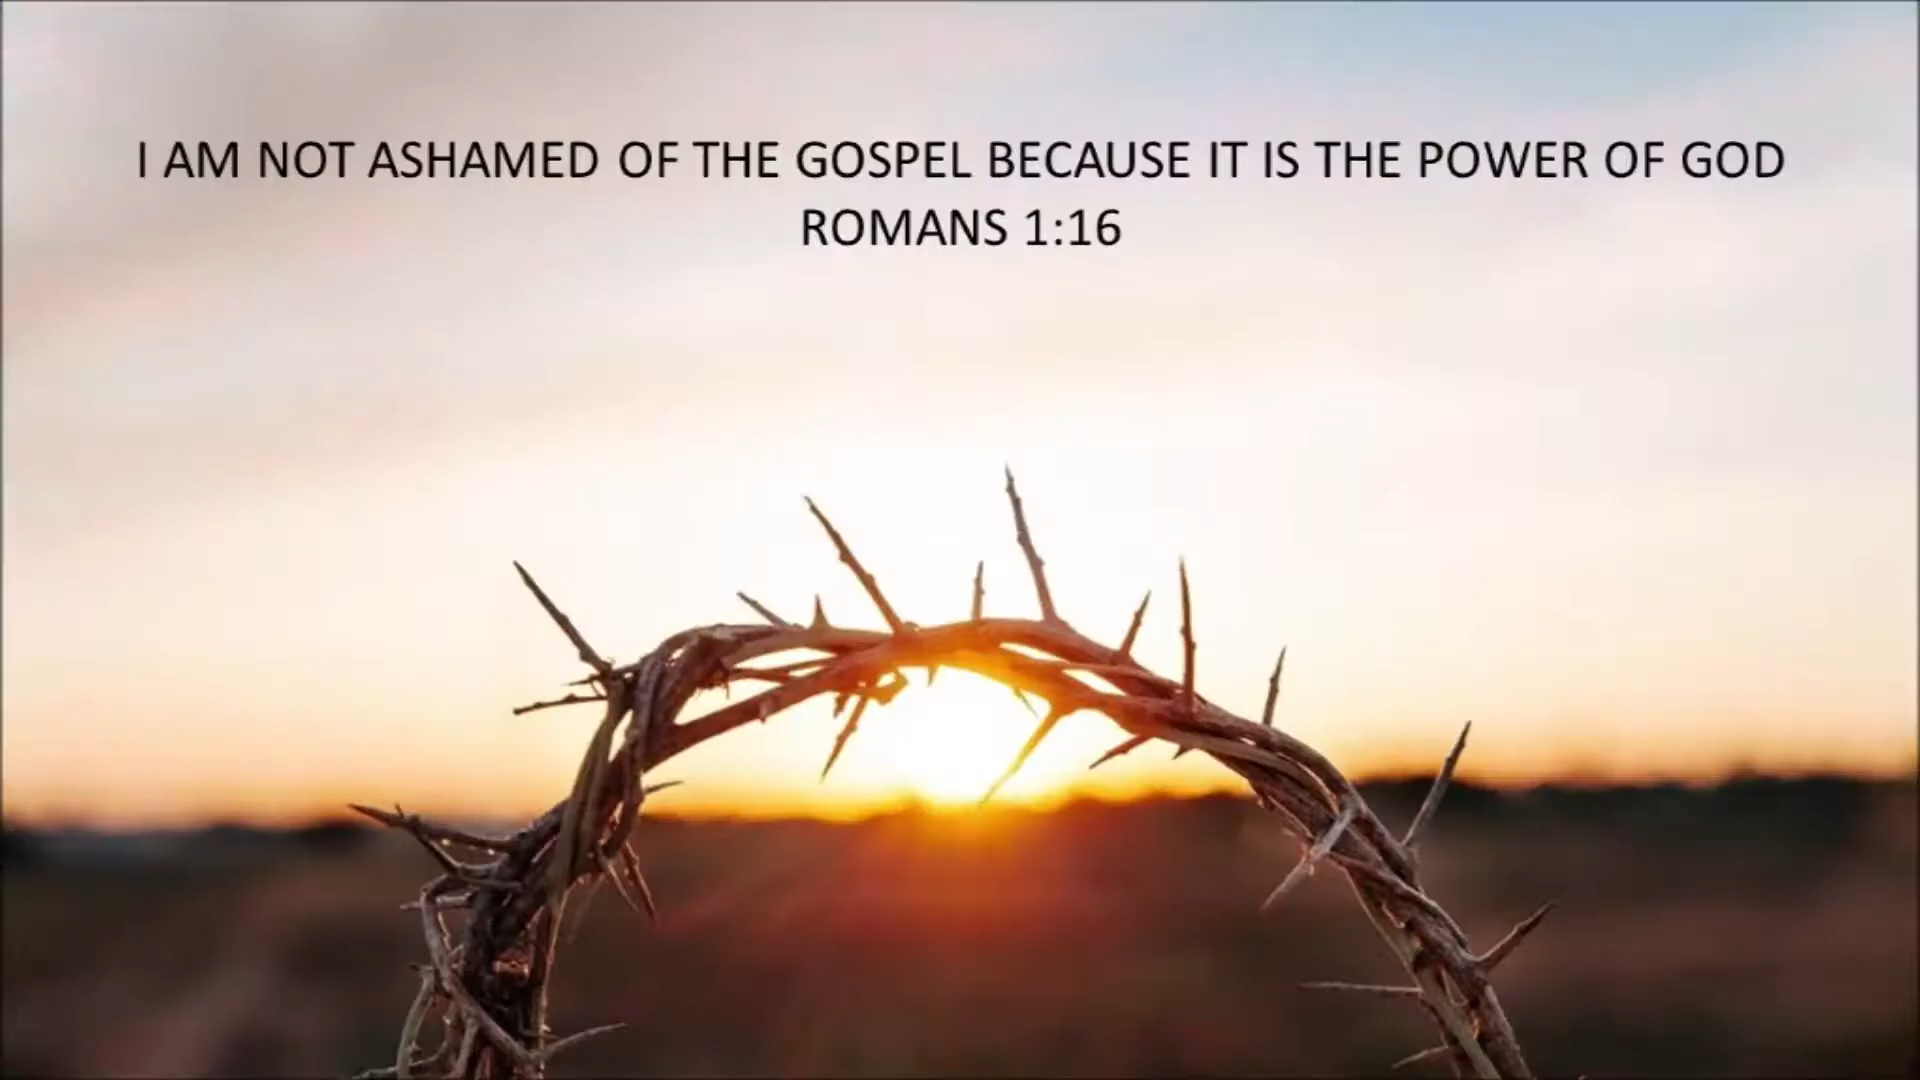 I AM NOT ASHAMED OF THE GOSPEL BECAUSE IT IS THE POWER OF GOD
ROMANS 1:16